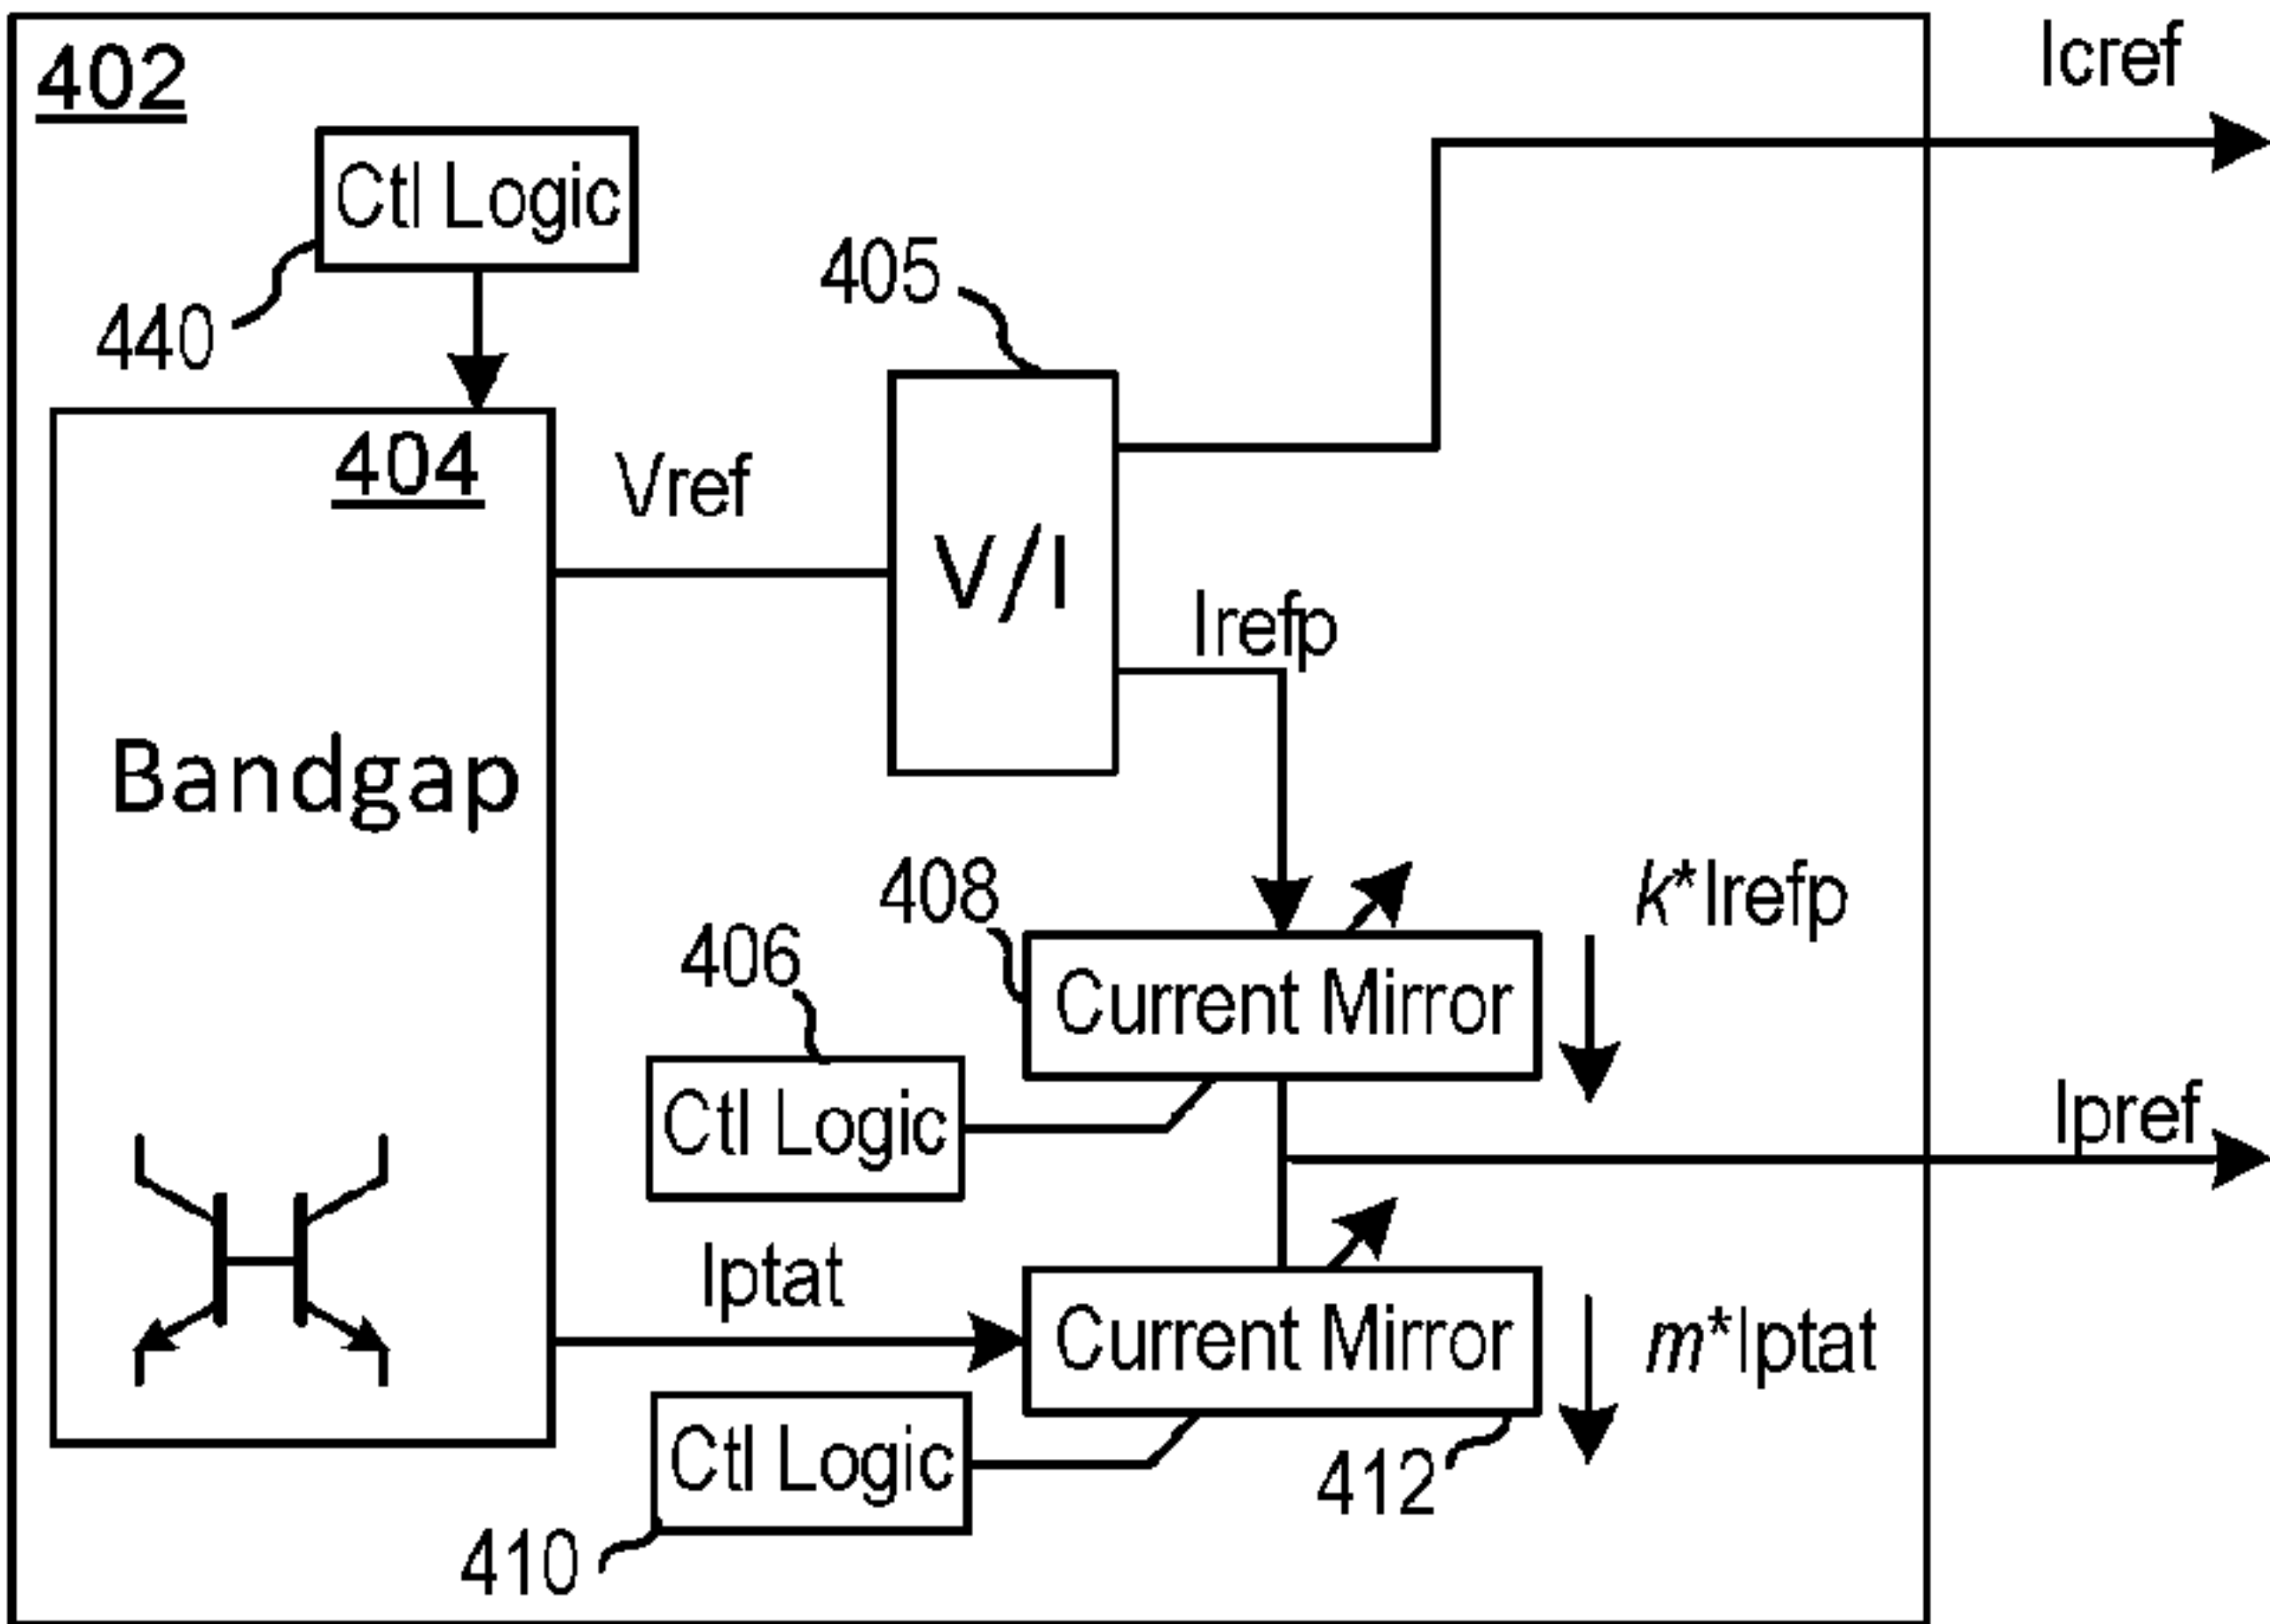 402
Icref
Ctl Logic
440
405
404
Vref
V/I
Irefp
Bandgap
408
k*Irefp
406
Current Mirror
Ctl Logic
Ipref
Iptat
Current Mirror
m*Iptat
Ctl Logic
412
410